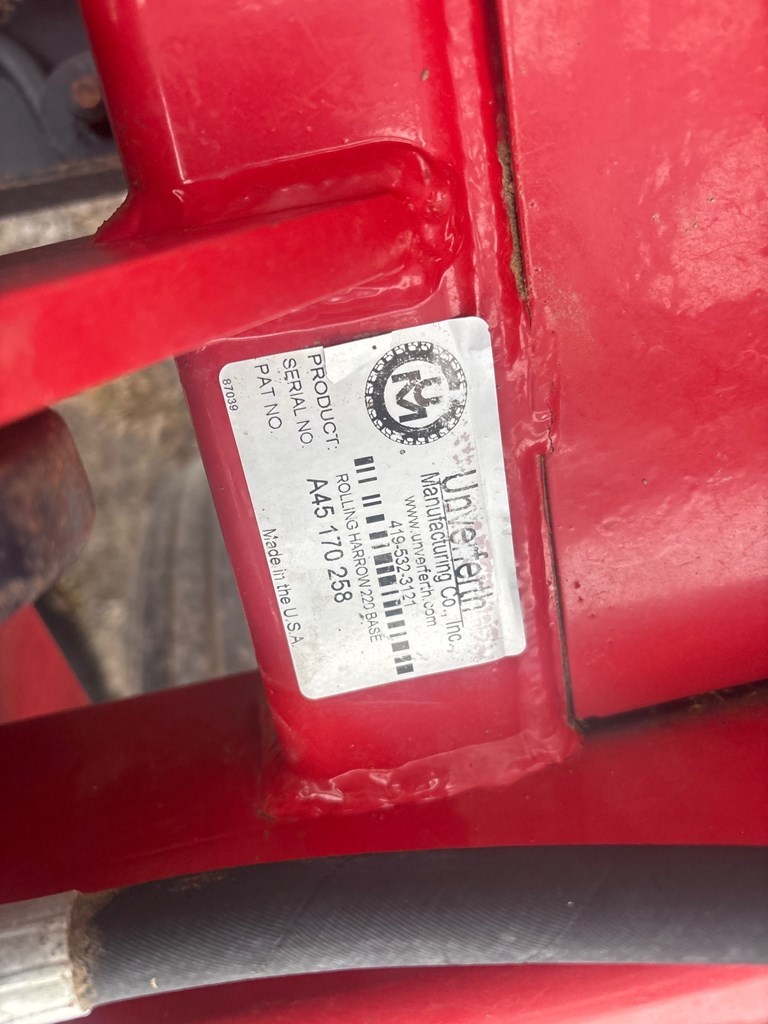 UM
Unverferth
Manufacturing Co., Inc.
www.unverferth.com
419-532-3121
PRODUCT: ROLLING HARROW 220 BASE
SERIAL NO. A45 170 258
PAT NO.
Made in the U.S.A.
87039